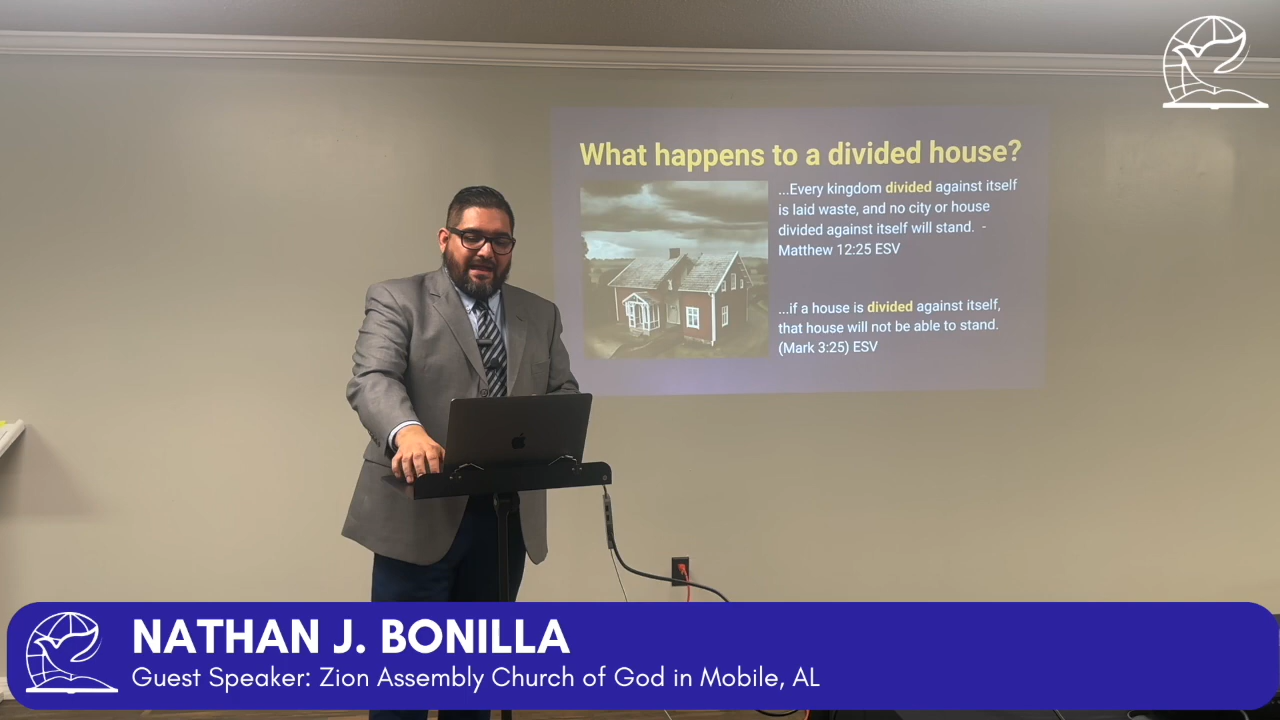 What happens to a divided house?
...Every kingdom divided against itself
is laid waste, and no city or house
divided against itself will stand.  -
Matthew 12:25 ESV
...if a house is divided against itself,
that house will not be able to stand.
(Mark 3:25) ESV
NATHAN J. BONILLA
Guest Speaker: Zion Assembly Church of God in Mobile, AL